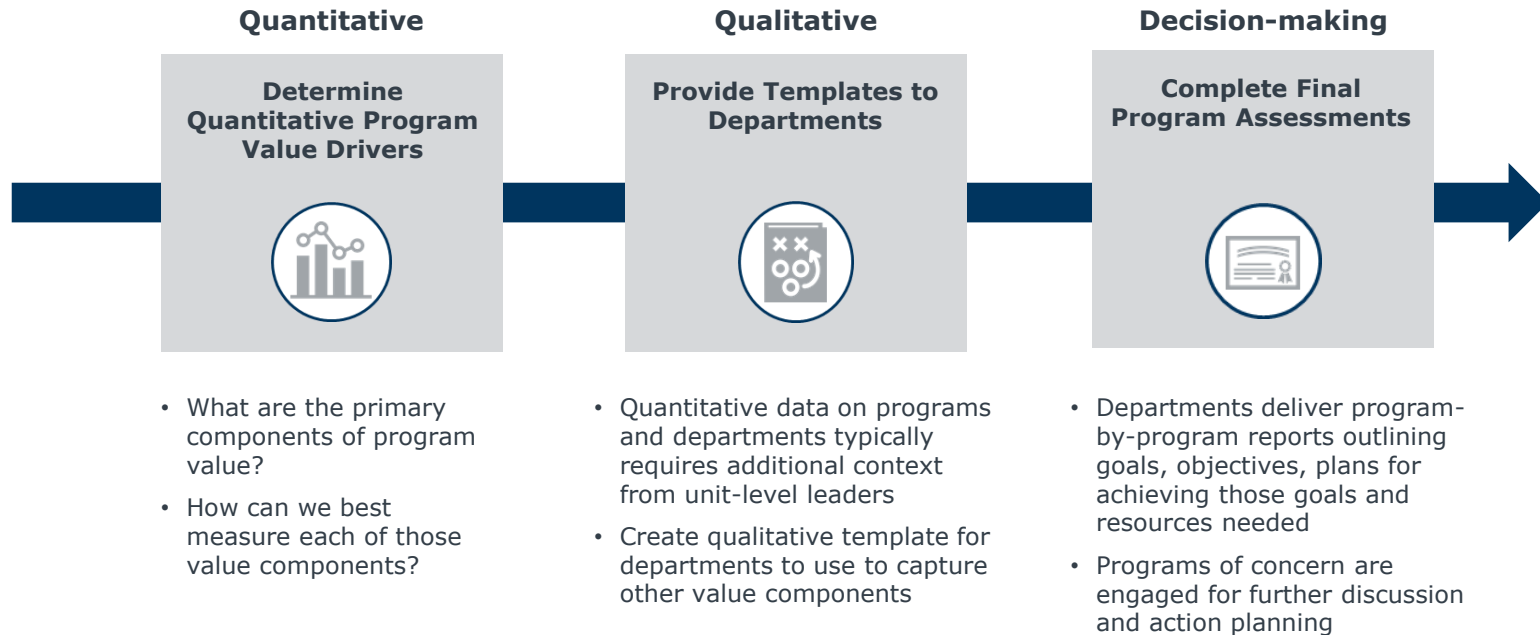 Quantitative
Determine
Quantitative Program
Value Drivers
• What are the primary
components of program
value?
• How can we best
measure each of those
value components?
Qualitative
Provide Templates to
Departments
• Quantitative data on programs
and departments typically
requires additional context
from unit-level leaders
• Create qualitative template for
departments to use to capture
other value components
Decision-making
Complete Final
Program Assessments
• Departments deliver program-
by-program reports outlining
goals, objectives, plans for
achieving those goals and
resources needed
• Programs of concern are
engaged for further discussion
and action planning